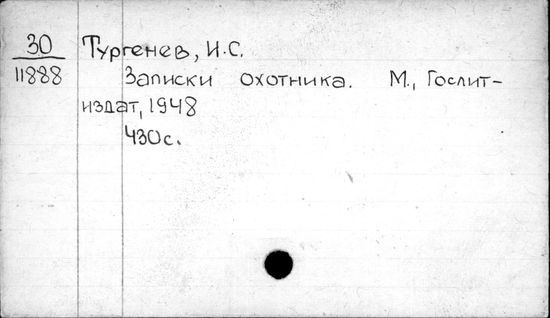 30 Тургенев, И.С.
11888 Записки охотника. М., Гослит-
издат, 1948
430с.